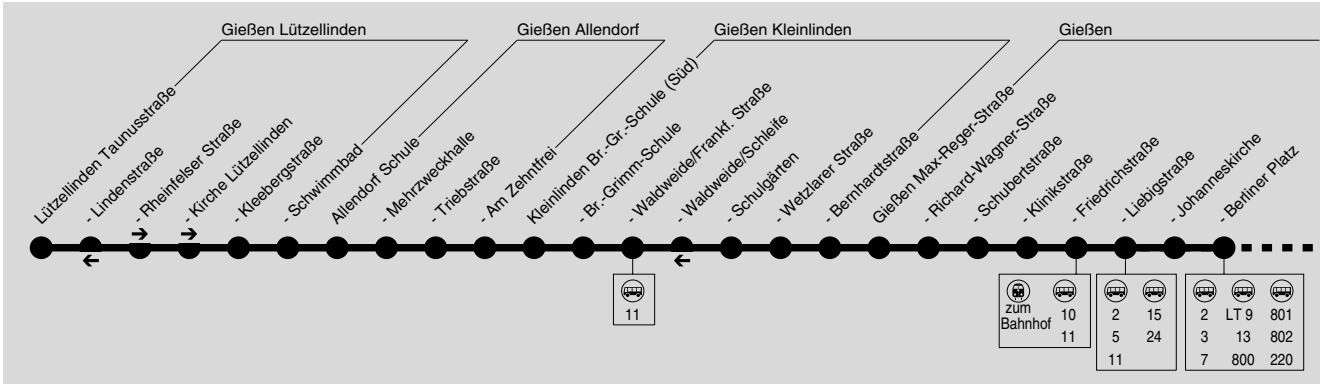 Gießen Lützellinden
Gießen Allendorf
Gießen Kleinlinden
Gießen
Lützellinden Taunusstraße
- Lindenstraße
- Rheinfelser Straße
- Kirche Lützellinden
- Kleebergstraße
- Schwimmbad
Allendorf Schule
- Mehrzweckhalle
- Triebstraße
- Am Zehntfrei
Kleinlinden Br.-Gr.-Schule (Süd)
- Br.-Grimm-Schule
- Waldweide/Frankf. Straße
- Waldweide/Schleife
- Schulgärten
- Wetzlarer Straße
- Bernhardtstraße
Gießen Max-Reger-Straße
- Richard-Wagner-Straße
- Schubertstraße
- Klinikstraße
- Friedrichstraße
- Liebigstraße
- Johanneskirche
- Berliner Platz
11
zum
Bahnhof
10
11
2 15
5 24
11
2 LT 9 801
3 13 802
7 800 220